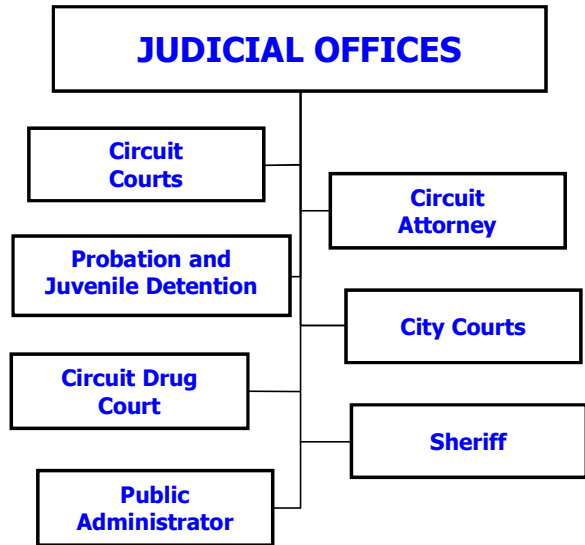 JUDICIAL OFFICES
Circuit
Courts
Circuit
Attorney
Probation and
Juvenile Detention
City Courts
Circuit Drug
Court
Sheriff
Public
Administrator